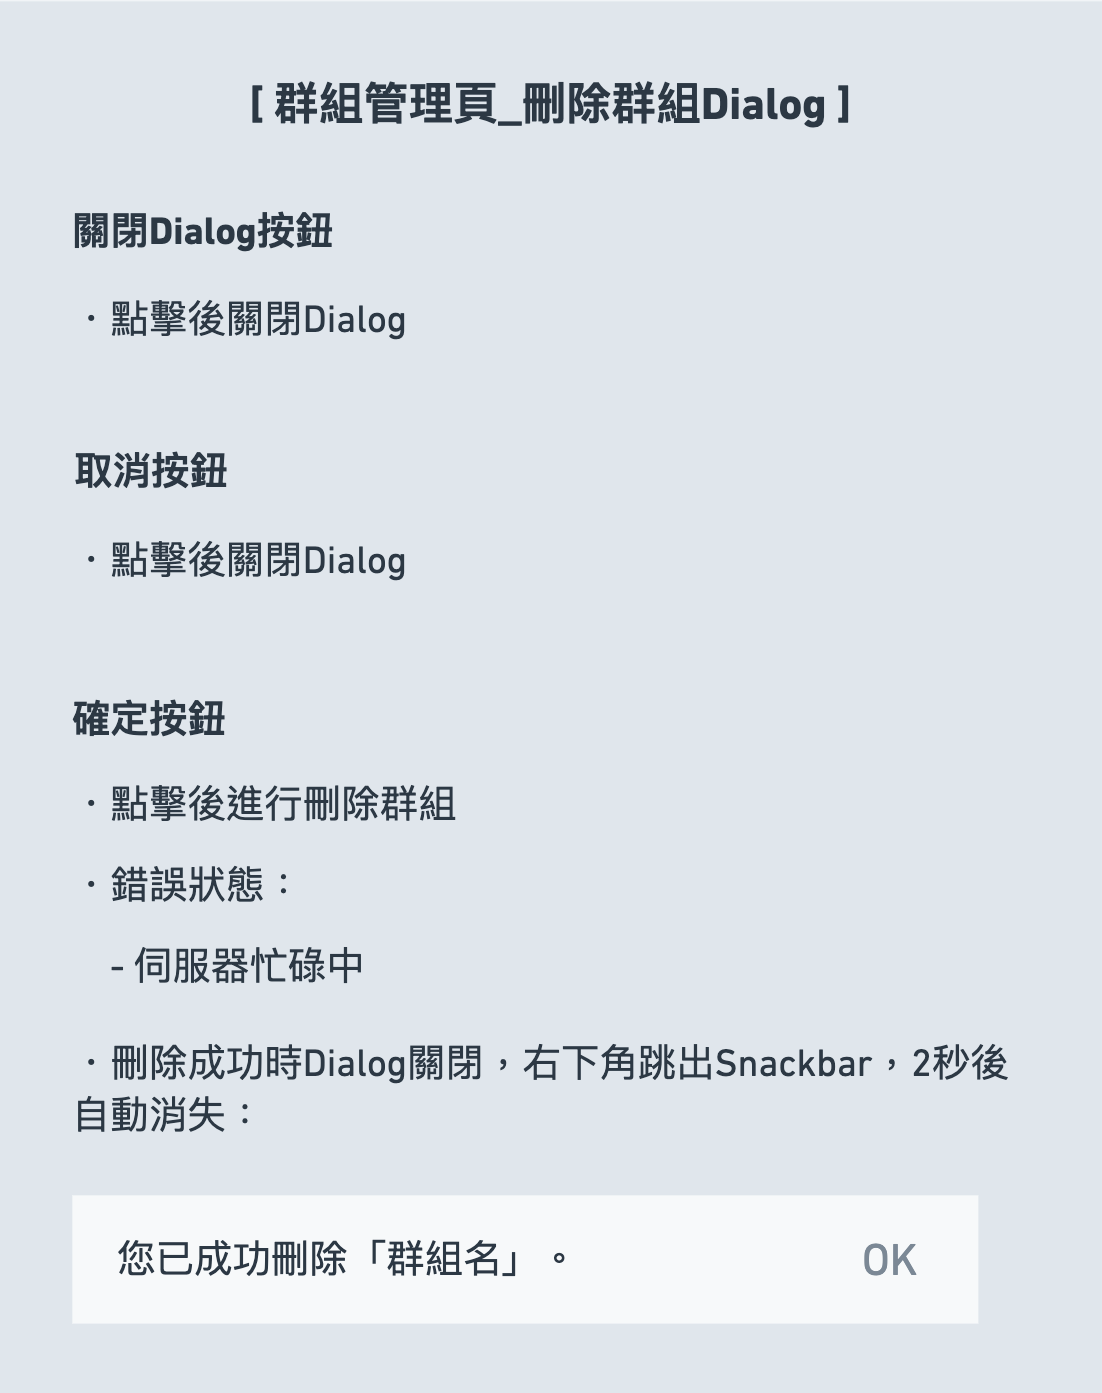 [ 群組管理頁_刪除群組Dialog ]
關閉Dialog按鈕
・點擊後關閉Dialog
取消按鈕
・點擊後關閉Dialog
確定按鈕
・點擊後進行刪除群組
・錯誤狀態：
- 伺服器忙碌中
・刪除成功時Dialog關閉，右下角跳出Snackbar，2秒後
自動消失：
您已成功刪除「群組名」。 OK